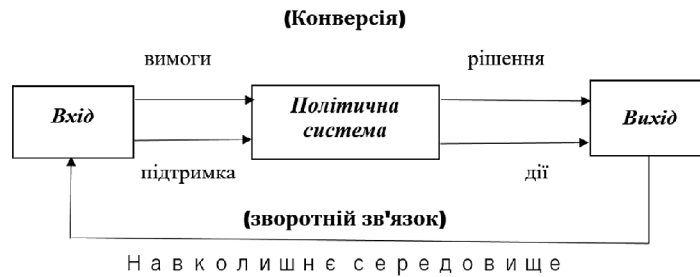 (Конверсія)
вимоги
рішення
Вхід
Політична
система
Вихід
підтримка
дії
(зворотній зв'язок)
Навколишнє середовище